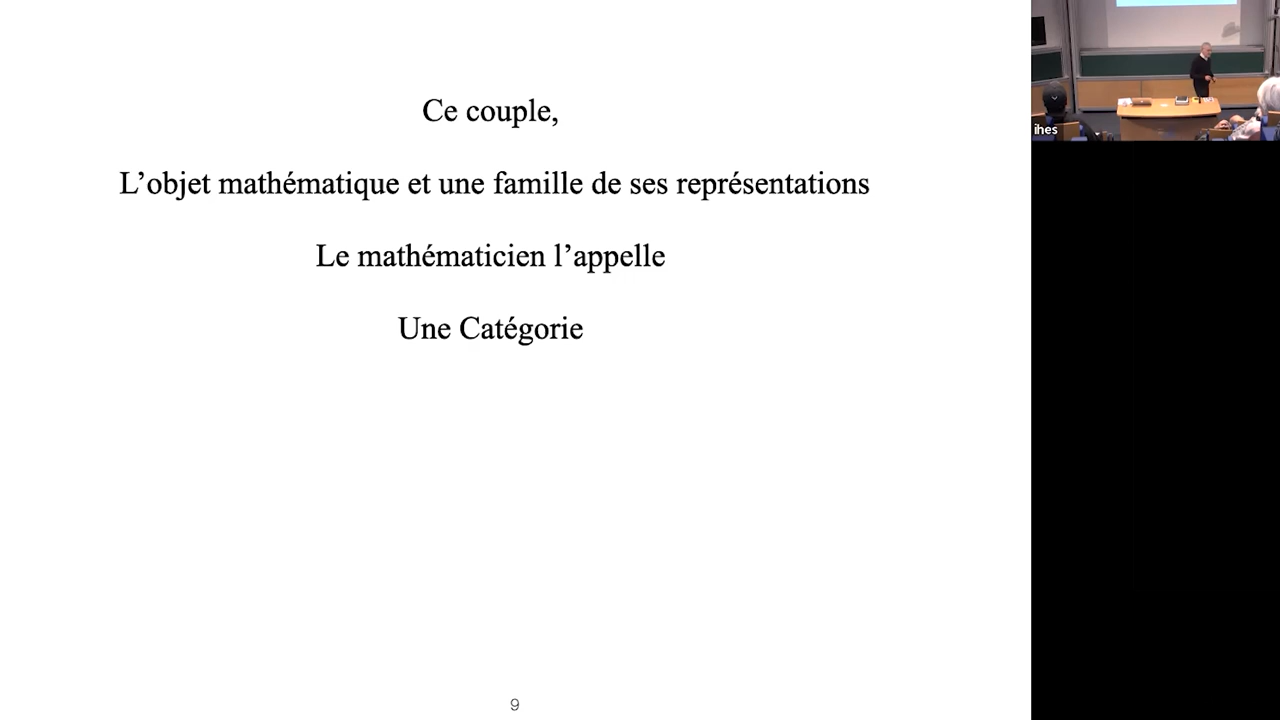 Ce couple,
L’objet mathématique et une famille de ses représentations
Le mathématicien l’appelle
Une Catégorie
9
ihes